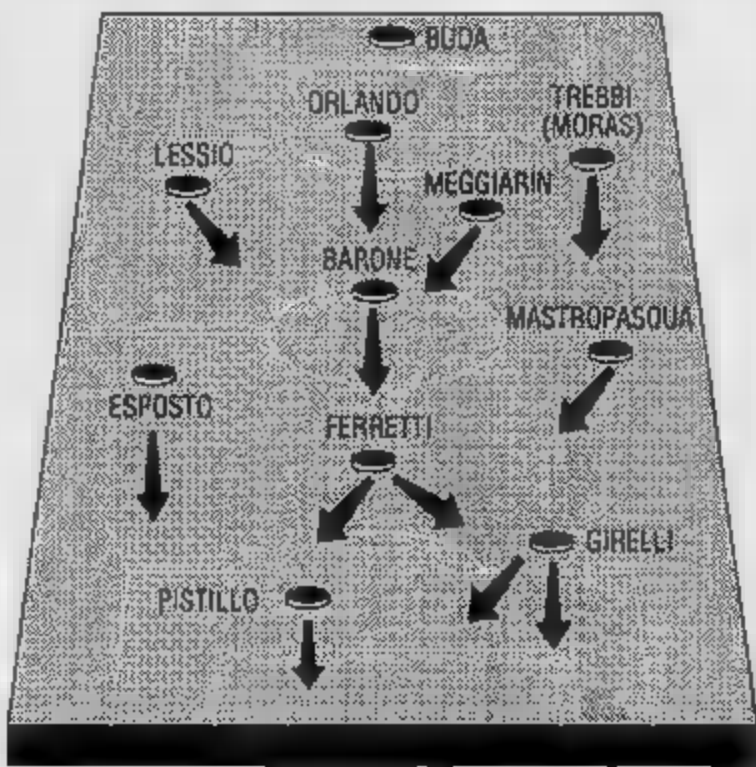 BUDA
ORLANDO
TREBBI
(MORAS)
LESSIO
MEGGIARIN
BARONE
MASTROPASQUA
ESPOSTO
FERRETTI
GIRELLI
PISTILLO